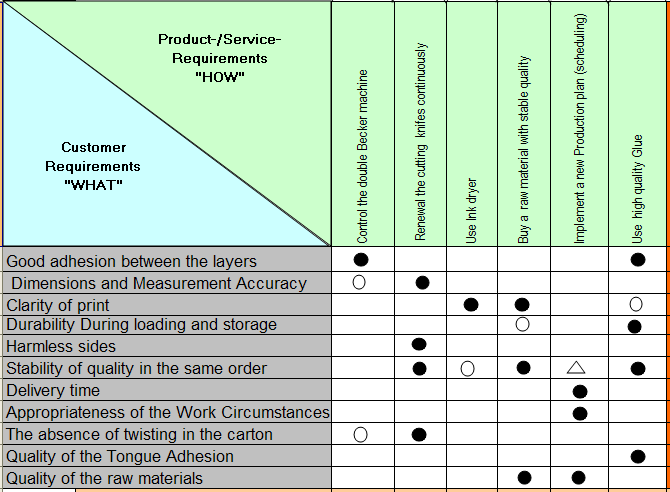 Product-/Service-
Requirements
"HOW"
Customer
Requirements
"WHAT"
Control the double Becker machine
Renewal the cutting knifes continuously
Use Ink dryer
Buy a raw material with stable quality
Implement a new Production plan (scheduling)
Use high quality Glue
Good adhesion between the layers
Dimensions and Measurement Accuracy
Clarity of print
Durability During loading and storage
Harmless sides
Stability of quality in the same order
Delivery time
Appropriateness of the Work Circumstances
The absence of twisting in the carton
Quality of the Tongue Adhesion
Quality of the raw materials